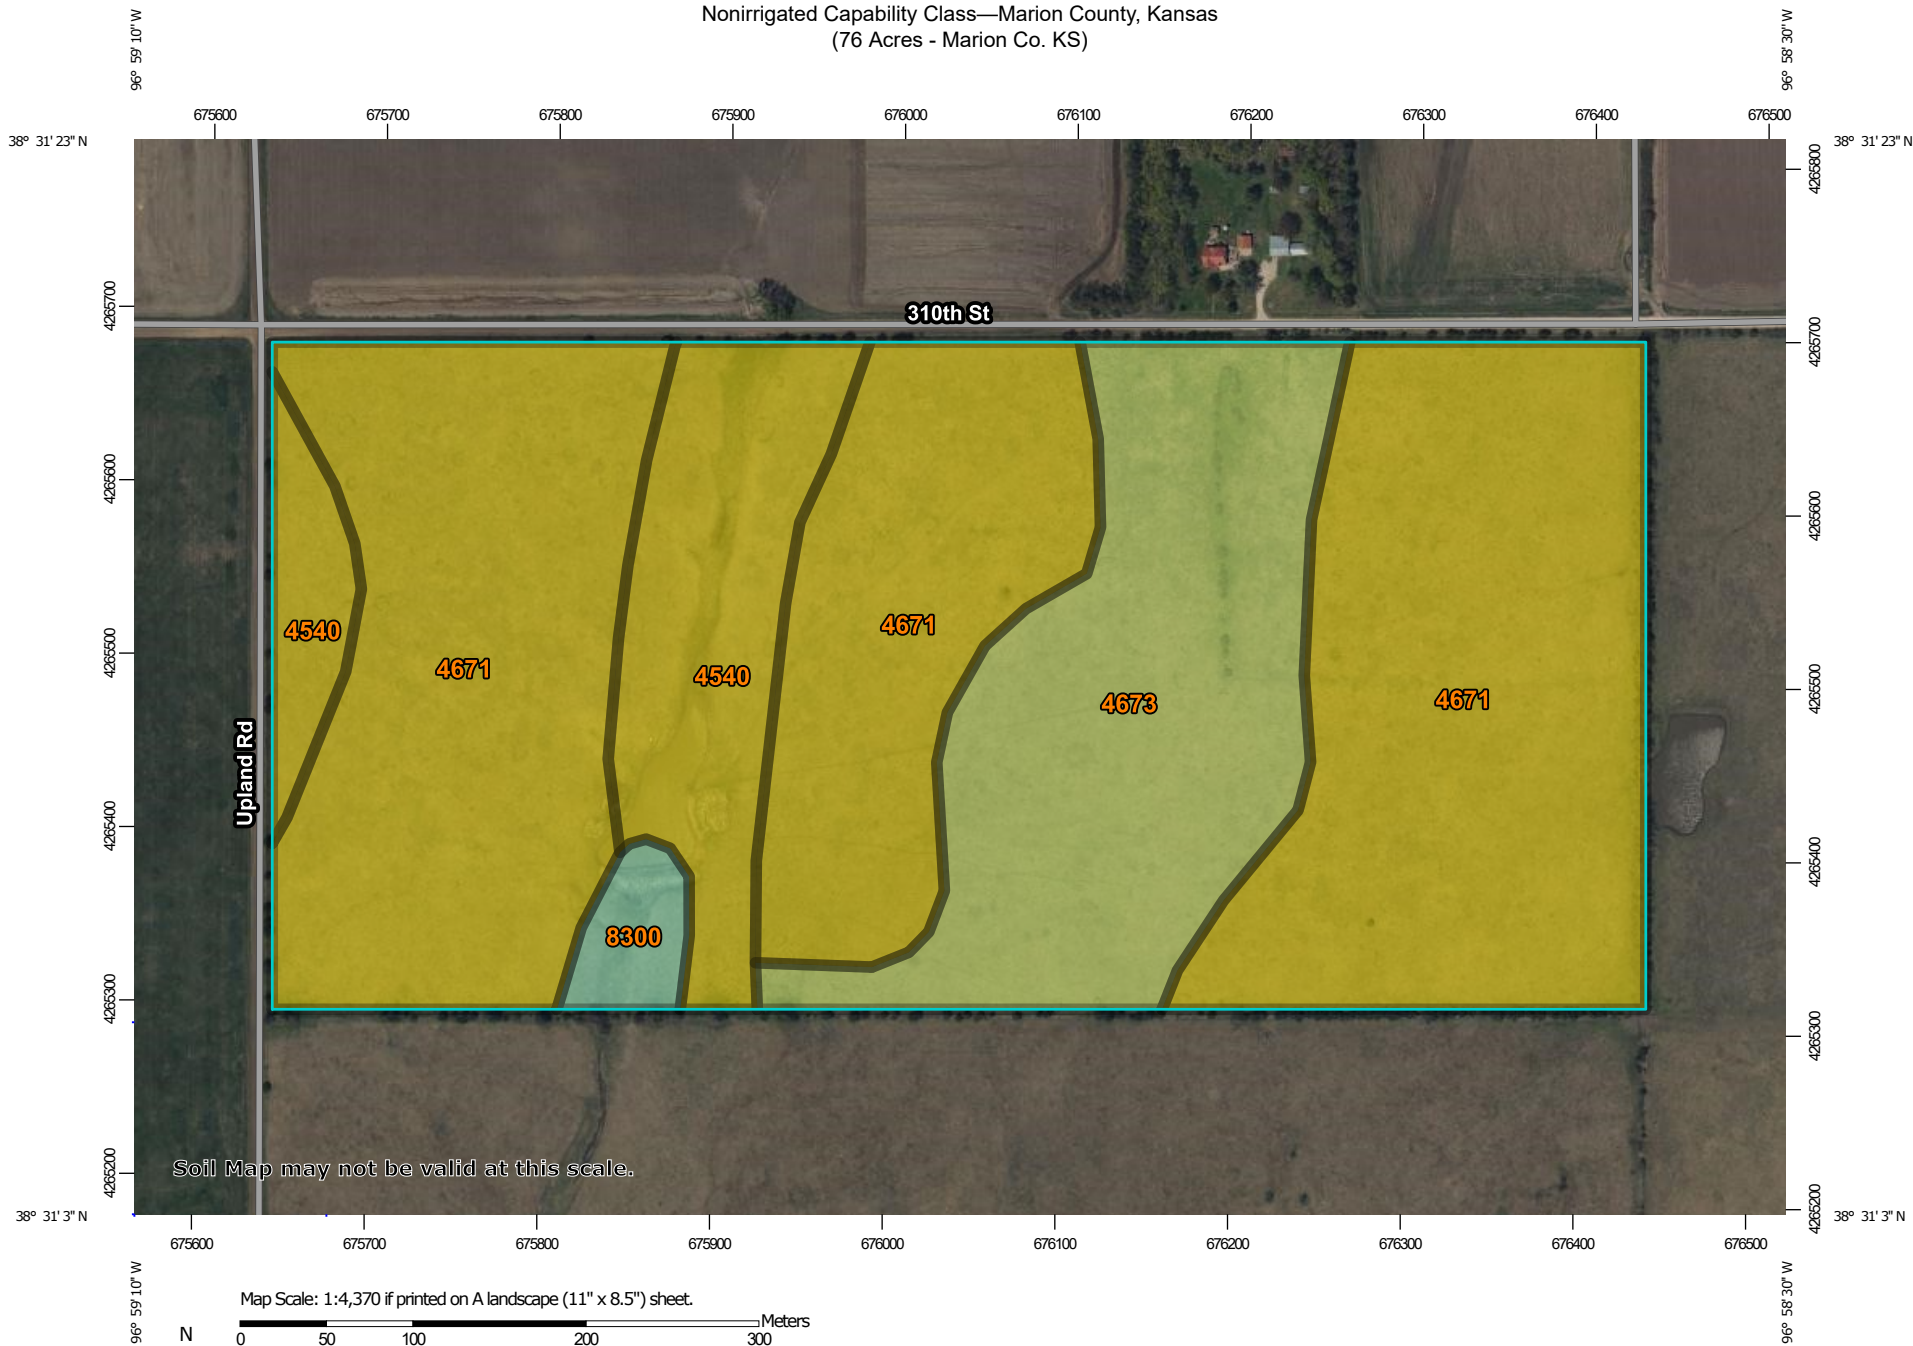 Nonirrigated Capability Class—Marion County, Kansas
(76 Acres - Marion Co. KS)
96° 59' 10'' W
96° 58' 30'' W
675600 675700 675800 675900 676000 676100 676200 676300 676400 676500
38° 31' 23'' N
38° 31' 23'' N
4265800
4265700
310th St
4265700
4265600
4265600
4540
4671
4671
4265500
4540
4265500
4673
4671
Upland Rd
4265400
4265400
8300
4265300
4265300
Soil Map may not be valid at this scale.
4265200
4265200
38° 31' 3'' N
38° 31' 3'' N
675600 675700 675800 675900 676000 676100 676200 676300 676400 676500
96° 59' 10'' W
96° 58' 30'' W
Map Scale: 1:4,370 if printed on A landscape (11" x 8.5") sheet.
Meters
N
0 50 100 200 300